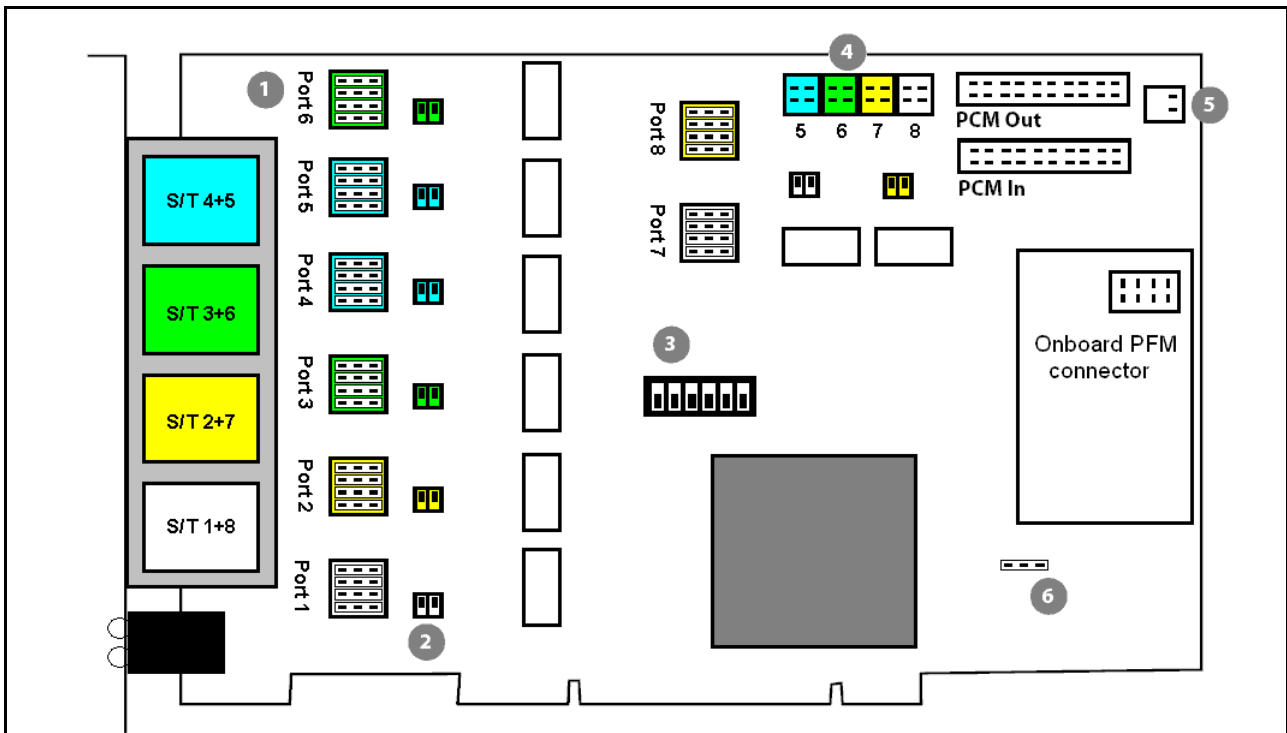 1
Port 6
4
5 6 7 8
PCM Out
5
Port 8
PCM In
S/T 4+5
Port 5
Port 7
S/T 3+6
Port 4
3
Onboard PFM
connector
S/T 2+7
Port 3
Port 2
S/T 1+8
Port 1
6
2